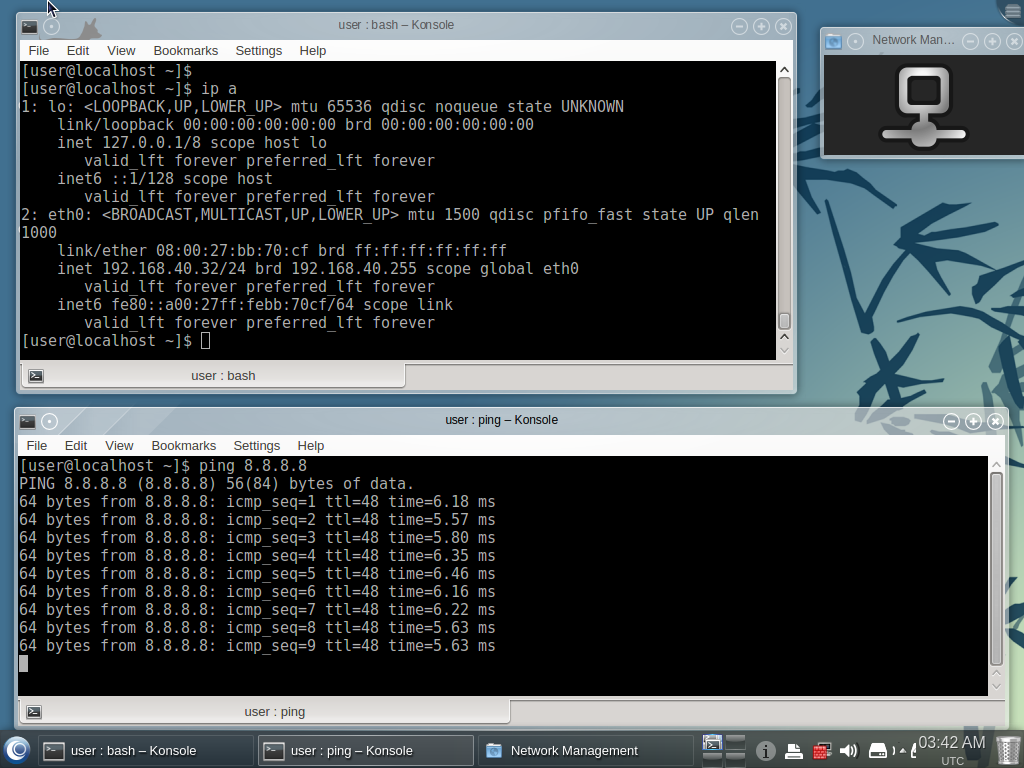 user : bash – Konsole
File Edit View Bookmarks Settings Help
[user@localhost ~]$
[user@localhost ~]$ ip a
1: lo: <LOOPBACK,UP,LOWER_UP> mtu 65536 qdisc noqueue state UNKNOWN
    link/loopback 00:00:00:00:00:00 brd 00:00:00:00:00:00
    inet 127.0.0.1/8 scope host lo
       valid_lft forever preferred_lft forever
    inet6 ::1/128 scope host
       valid_lft forever preferred_lft forever
2: eth0: <BROADCAST,MULTICAST,UP,LOWER_UP> mtu 1500 qdisc pfifo_fast state UP qlen
1000
    link/ether 08:00:27:bb:70:cf brd ff:ff:ff:ff:ff:ff
    inet 192.168.40.32/24 brd 192.168.40.255 scope global eth0
       valid_lft forever preferred_lft forever
    inet6 fe80::a00:27ff:febb:70cf/64 scope link
       valid_lft forever preferred_lft forever
[user@localhost ~]$
user : bash
Network Man...
user : ping – Konsole
File Edit View Bookmarks Settings Help
[user@localhost ~]$ ping 8.8.8.8
PING 8.8.8.8 (8.8.8.8) 56(84) bytes of data.
64 bytes from 8.8.8.8: icmp_seq=1 ttl=48 time=6.18 ms
64 bytes from 8.8.8.8: icmp_seq=2 ttl=48 time=5.57 ms
64 bytes from 8.8.8.8: icmp_seq=3 ttl=48 time=5.80 ms
64 bytes from 8.8.8.8: icmp_seq=4 ttl=48 time=6.35 ms
64 bytes from 8.8.8.8: icmp_seq=5 ttl=48 time=6.46 ms
64 bytes from 8.8.8.8: icmp_seq=6 ttl=48 time=6.16 ms
64 bytes from 8.8.8.8: icmp_seq=7 ttl=48 time=6.22 ms
64 bytes from 8.8.8.8: icmp_seq=8 ttl=48 time=5.63 ms
64 bytes from 8.8.8.8: icmp_seq=9 ttl=48 time=5.63 ms
user : ping
user : bash – Konsole
user : ping – Konsole
Network Management
03:42 AM
UTC